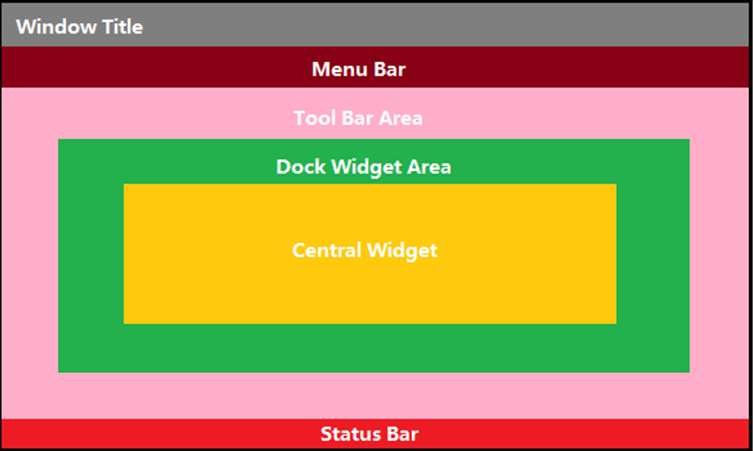 Window Title
Menu Bar
Tool Bar Area
Dock Widget Area
Central Widget
Status Bar